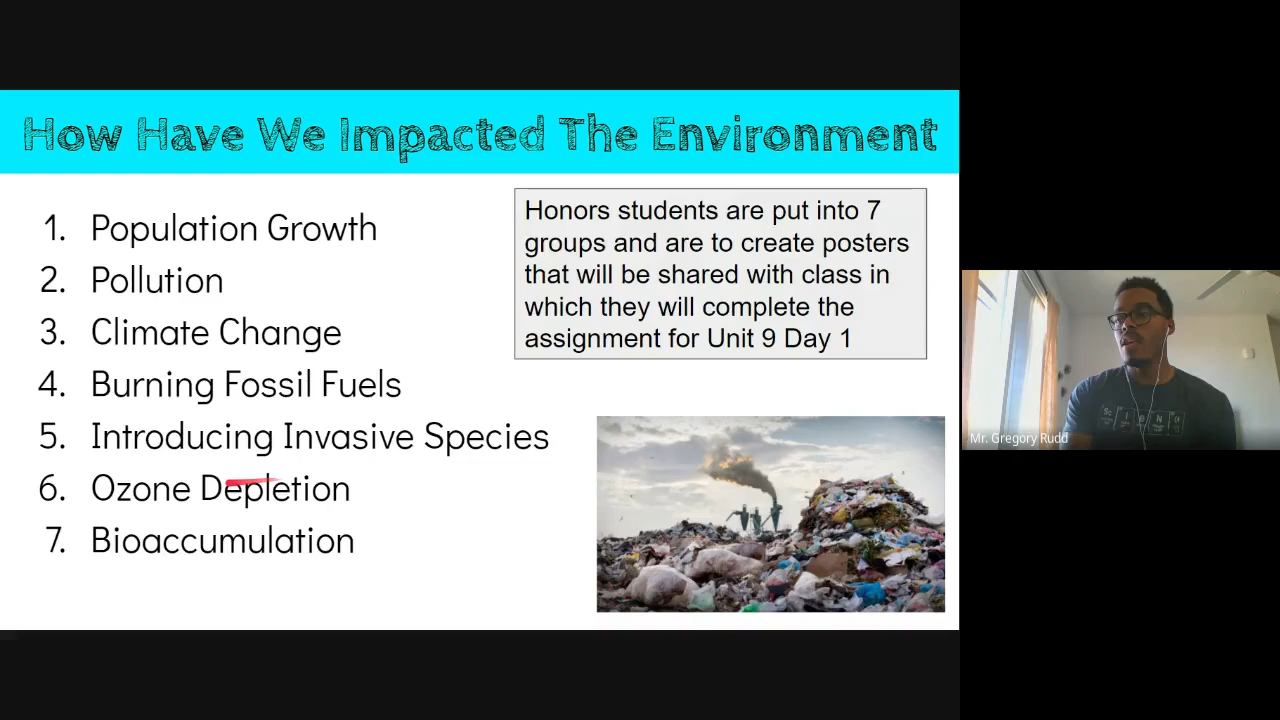 How Have We Impacted The Environment
1. Population Growth
2. Pollution
3. Climate Change
4. Burning Fossil Fuels
5. Introducing Invasive Species
6. Ozone Depletion
7. Bioaccumulation
Honors students are put into 7
groups and are to create posters
that will be shared with class in
which they will complete the
assignment for Unit 9 Day 1
Sc I e N Ce
Mr. Gregory Rudd